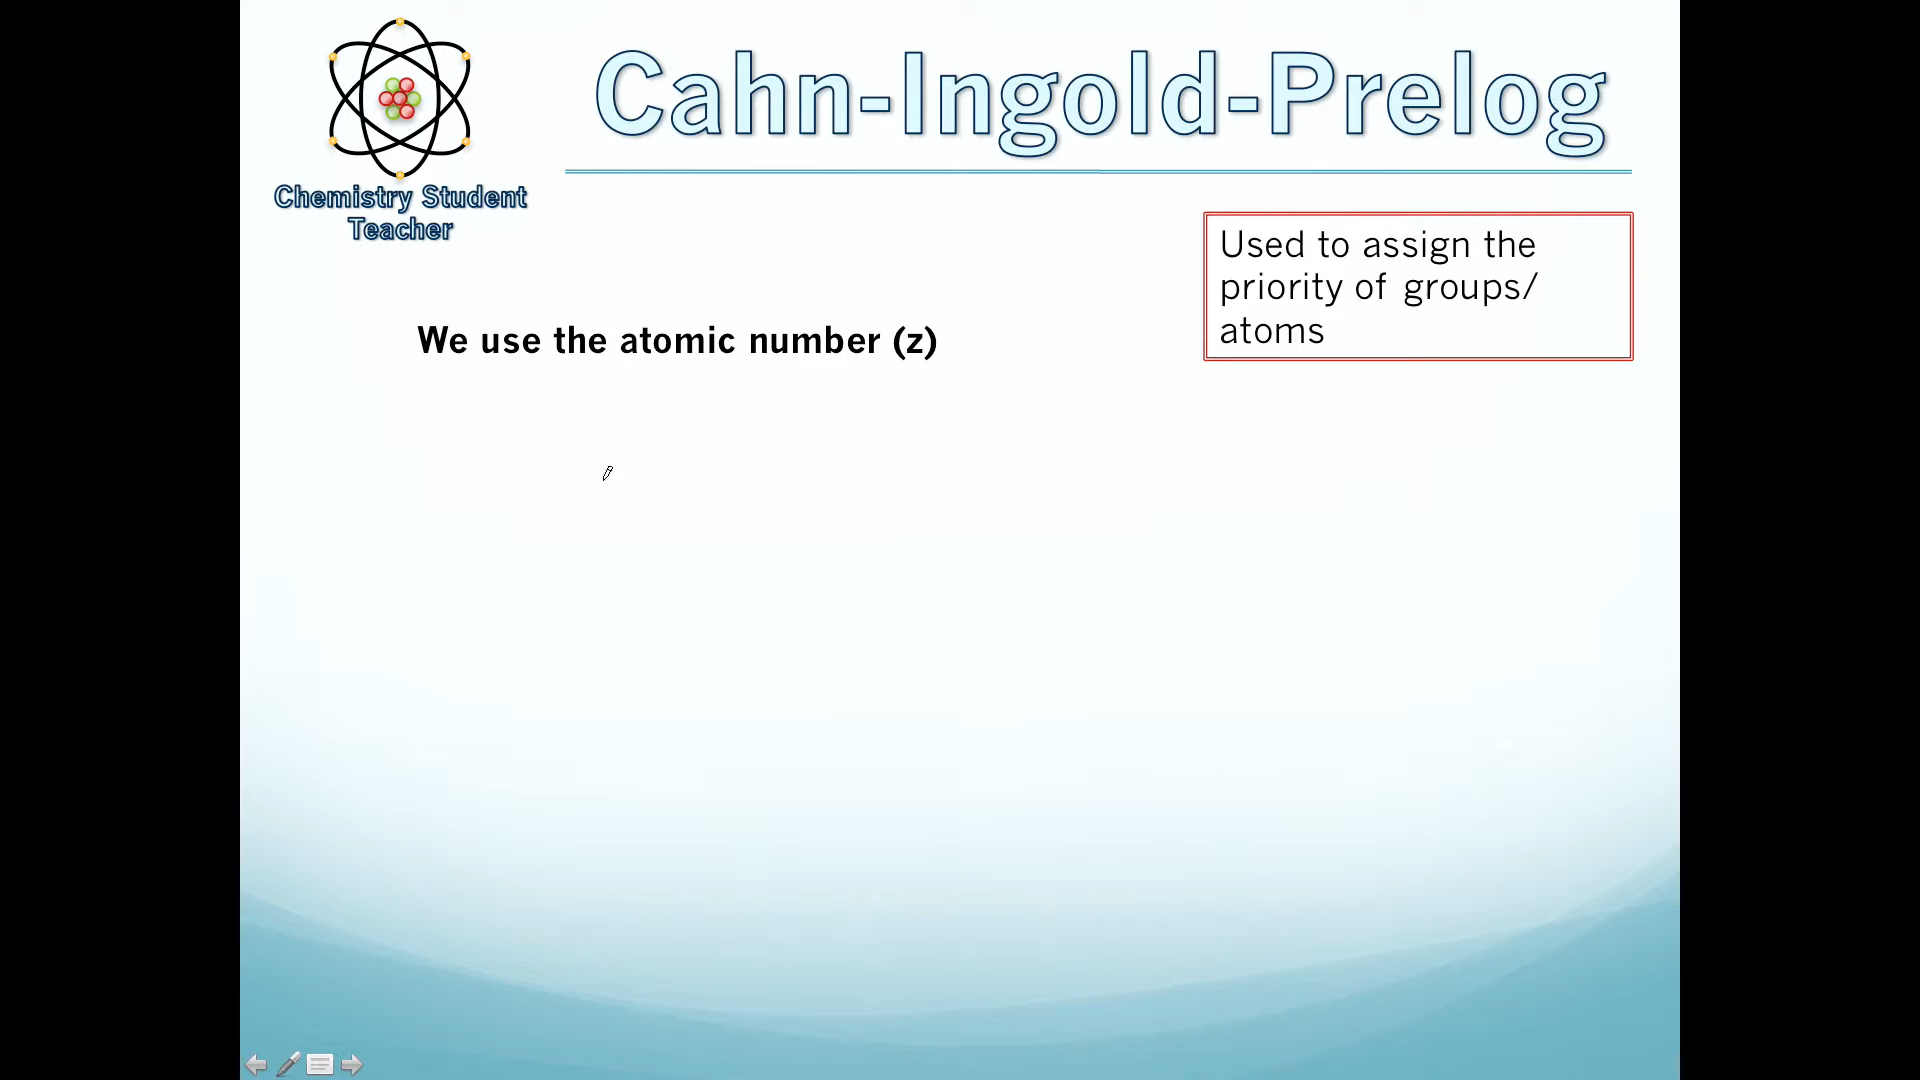 Cahn-Ingold-Prelog
Chemistry Student
Teacher
Used to assign the
priority of groups/
atoms
We use the atomic number (z)